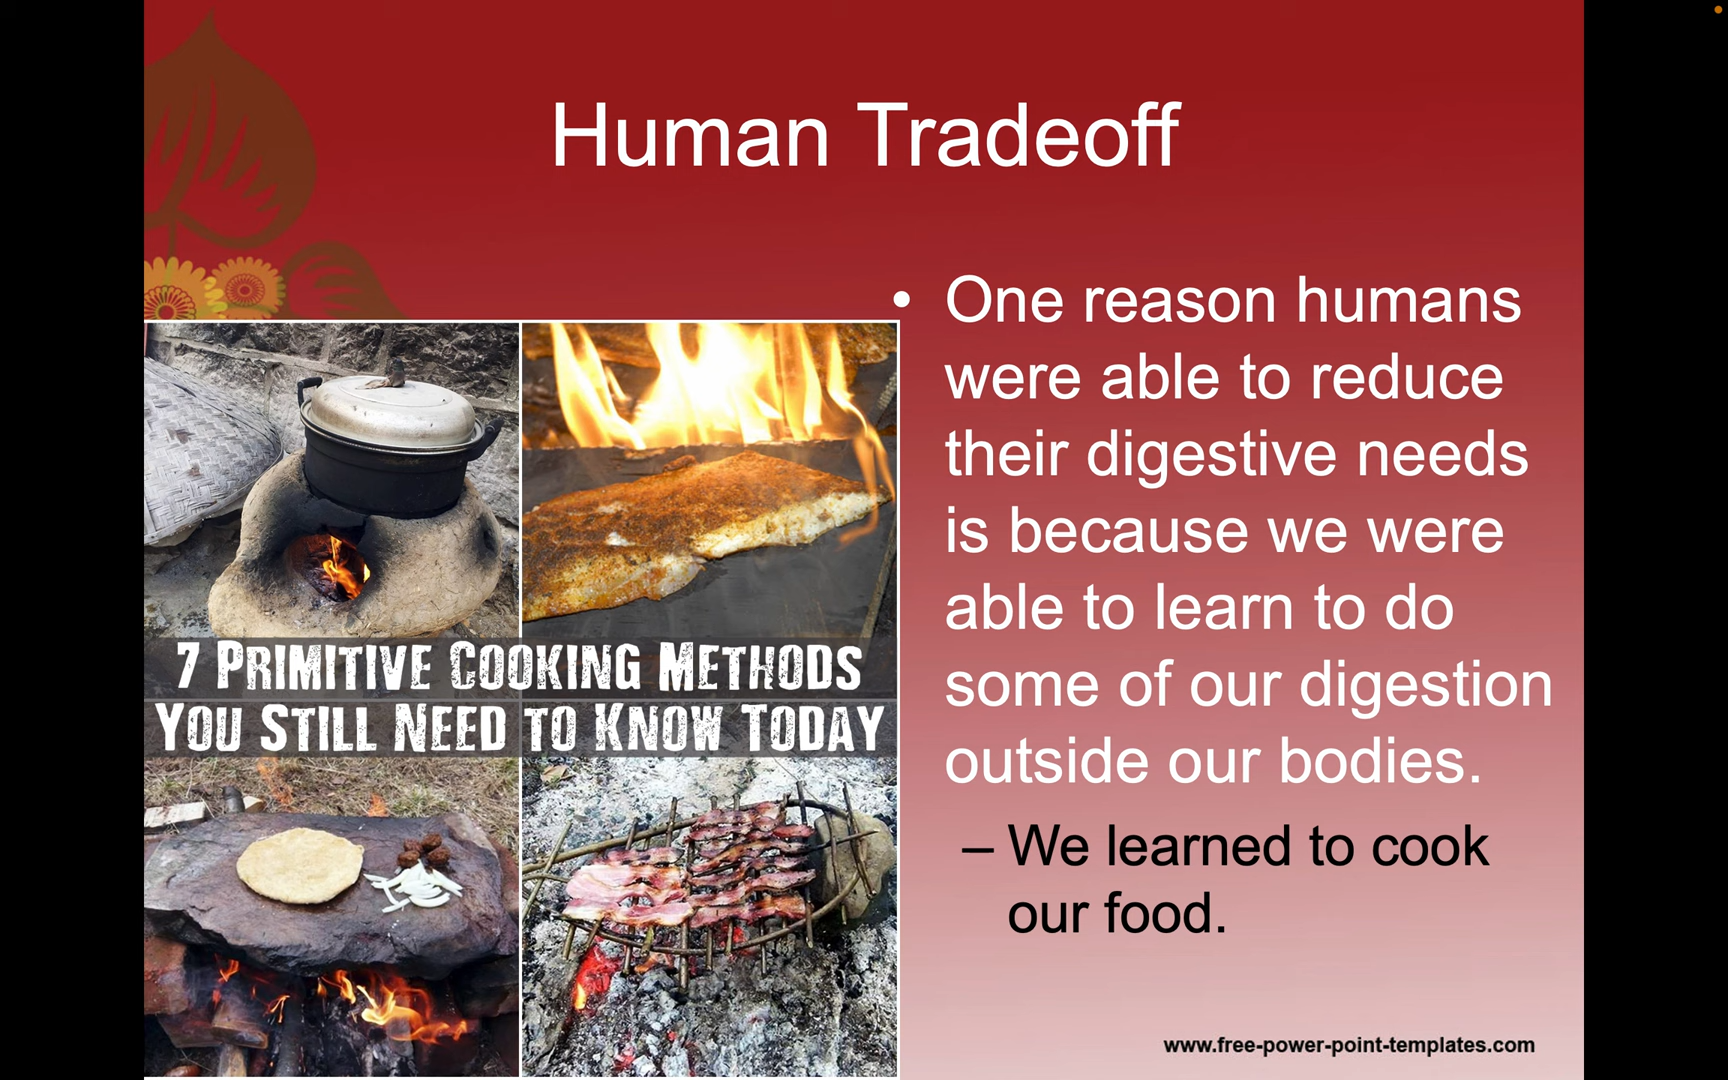 Human Tradeoff
• One reason humans
were able to reduce
their digestive needs
is because we were
able to learn to do
some of our digestion
outside our bodies.
– We learned to cook
our food.
7 PRIMITIVE COOKING METHODS
YOU STILL NEED TO KNOW TODAY
www.free-power-point-templates.com